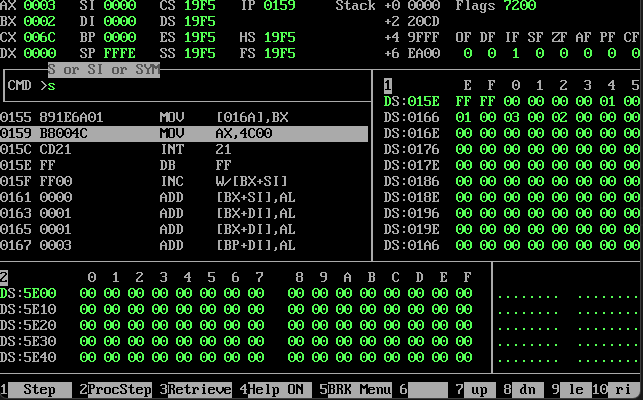 AX 0003 SI 0000 CS 19F5 IP 0159 Stack +0 0000 Flags 7200
BX 0002 DI 0000 DS 19F5 +2 20CD
CX 006C BP 0000 ES 19F5 HS 19F5 +4 9FFF OF DF IF SF ZF AF PF CF
DX 0000 SP FFFE SS 19F5 FS 19F5 +6 EA00 0 0 1 0 0 0 0 0
S or SI or SYM
CMD >s
0155 891E6A01 MOV [016A],BX
0159 B8004C MOV AX,4C00
015C CD21 INT 21
015E FF DB FF
015F FF00 INC W/[BX+SI]
0161 0000 ADD [BX+SI],AL
0163 0001 ADD [BX+DI],AL
0165 0001 ADD [BX+DI],AL
0167 0003 ADD [BP+DI],AL
1 E F 0 1 2 3 4 5
DS:015E FF FF 00 00 00 00 01 00
DS:0166 01 00 03 00 02 00 00 00
DS:016E 00 00 00 00 00 00 00 00
DS:0176 00 00 00 00 00 00 00 00
DS:017E 00 00 00 00 00 00 00 00
DS:0186 00 00 00 00 00 00 00 00
DS:018E 00 00 00 00 00 00 00 00
DS:0196 00 00 00 00 00 00 00 00
DS:019E 00 00 00 00 00 00 00 00
DS:01A6 00 00 00 00 00 00 00 00
2 0 1 2 3 4 5 6 7 8 9 A B C D E F
DS:5E00 00 00 00 00 00 00 00 00 00 00 00 00 00 00 00 00 ........ ........
DS:5E10 00 00 00 00 00 00 00 00 00 00 00 00 00 00 00 00 ........ ........
DS:5E20 00 00 00 00 00 00 00 00 00 00 00 00 00 00 00 00 ........ ........
DS:5E30 00 00 00 00 00 00 00 00 00 00 00 00 00 00 00 00 ........ ........
DS:5E40 00 00 00 00 00 00 00 00 00 00 00 00 00 00 00 00 ........ ........
1 Step 2 ProcStep 3 Retrieve 4 Help ON 5 BRK Menu 6 7 up 8 dn 9 le 10 ri